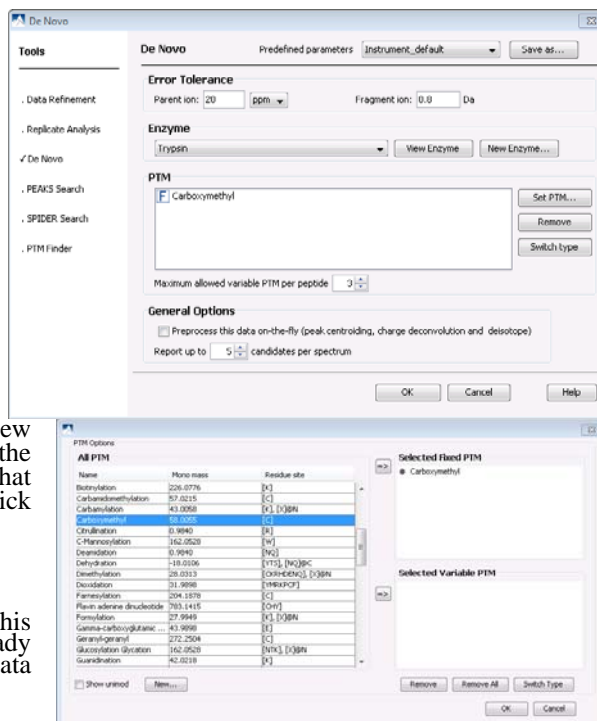 De Novo
Tools
De Novo Predefined parameters Instrument_default Save as...
Error Tolerance
. Data Refinement
Parent ion: 20 ppm Fragment ion: 0.8 Da
. Replicate Analysis
Enzyme
✓ De Novo
Trypsin View Enzyme New Enzyme...
. PEAKS Search
PTM
F Carboxymethyl Set PTM...
. SPIDER Search
Remove
. PTM Finder
Switch type
Maximum allowed variable PTM per peptide 3
General Options
Preprocess this data on-the-fly (peak centroiding, charge deconvolution and deisotope)
Report up to 5 candidates per spectrum
OK Cancel Help
ew
the
hat
ick
his
ady
ata
PTM Options
All PTM
Selected Fixed PTM
Name Mono mass Residue site
=>
Carboxymethyl
Biotinylation 226.0776 [K]
Carbamidomethylation 57.0215 [C]
Carbamylation 43.0058 [K], [X]@N
Carboxymethyl 58.0055 [C]
Citrullination 0.9840 [R]
C-Mannosylation 162.0528 [W]
Deamidation 0.9840 [NQ]
Dehydration -18.0106 [YTS], [NQ]@C
Dimethylation 28.0313 [CKRHDENQ], [X]@N
Selected Variable PTM
Dioxidation 31.9898 [YMRKPCF]
Farnesylation 204.1878 [C]
=>
Flavin adenine dinucleotide 783.1415 [CHY]
Formylation 27.9949 [K], [X]@N
Gamma-carboxyglutamic ... 43.9898 [E]
Geranyl-geranyl 272.2504 [C]
Glucosylation Glycation 162.0528 [NTK], [X]@N
Guanidination 42.0218 [K]
Show unimod New... Remove Remove All Switch Type
OK Cancel